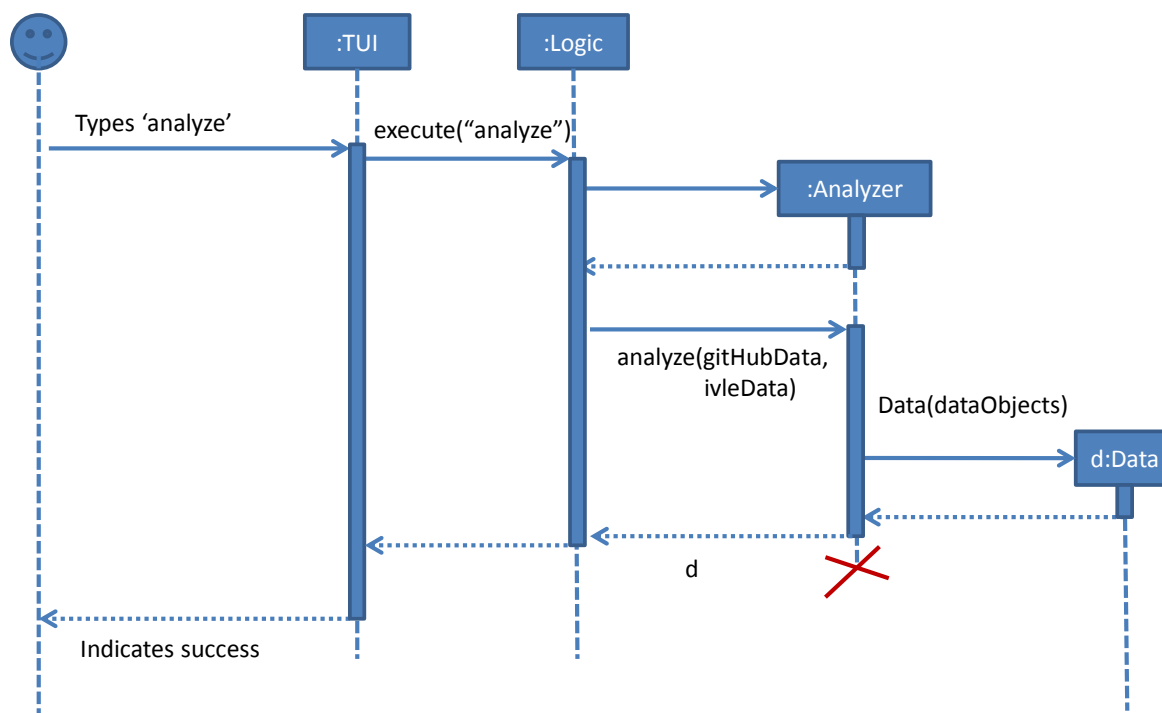 :TUI
:Logic
Types ‘analyze’
execute(“analyze”)
:Analyzer
analyze(gitHubData,
ivleData)
Data(dataObjects)
d:Data
d
Indicates success